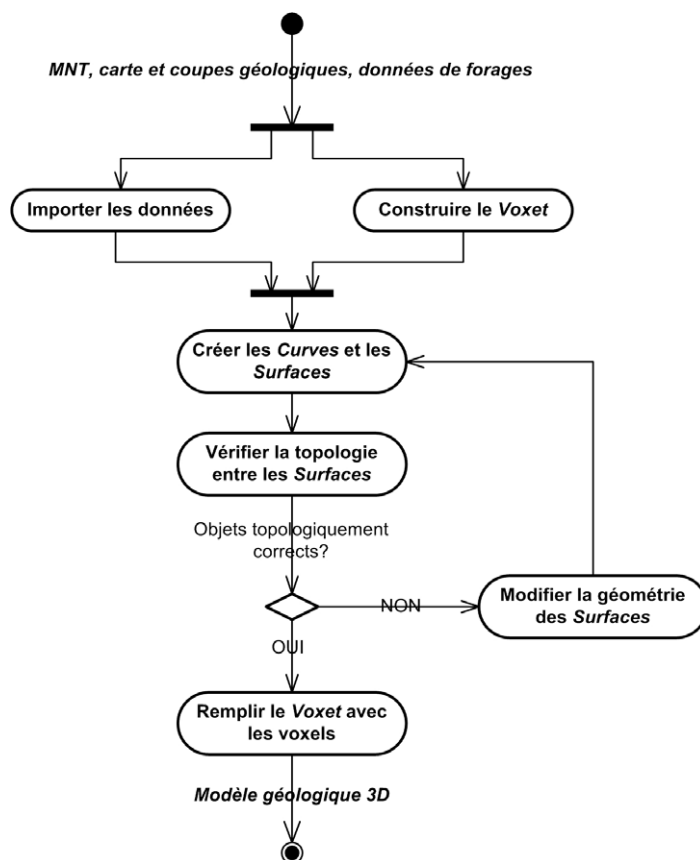 MNT, carte et coupes géologiques, données de forages
Importer les données
Construire le Voxet
Créer les Curves et les
Surfaces
Vérifier la topologie
entre les Surfaces
Objets topologiquement
corrects?
NON
Modifier la géométrie
des Surfaces
OUI
Remplir le Voxet avec
les voxels
Modèle géologique 3D